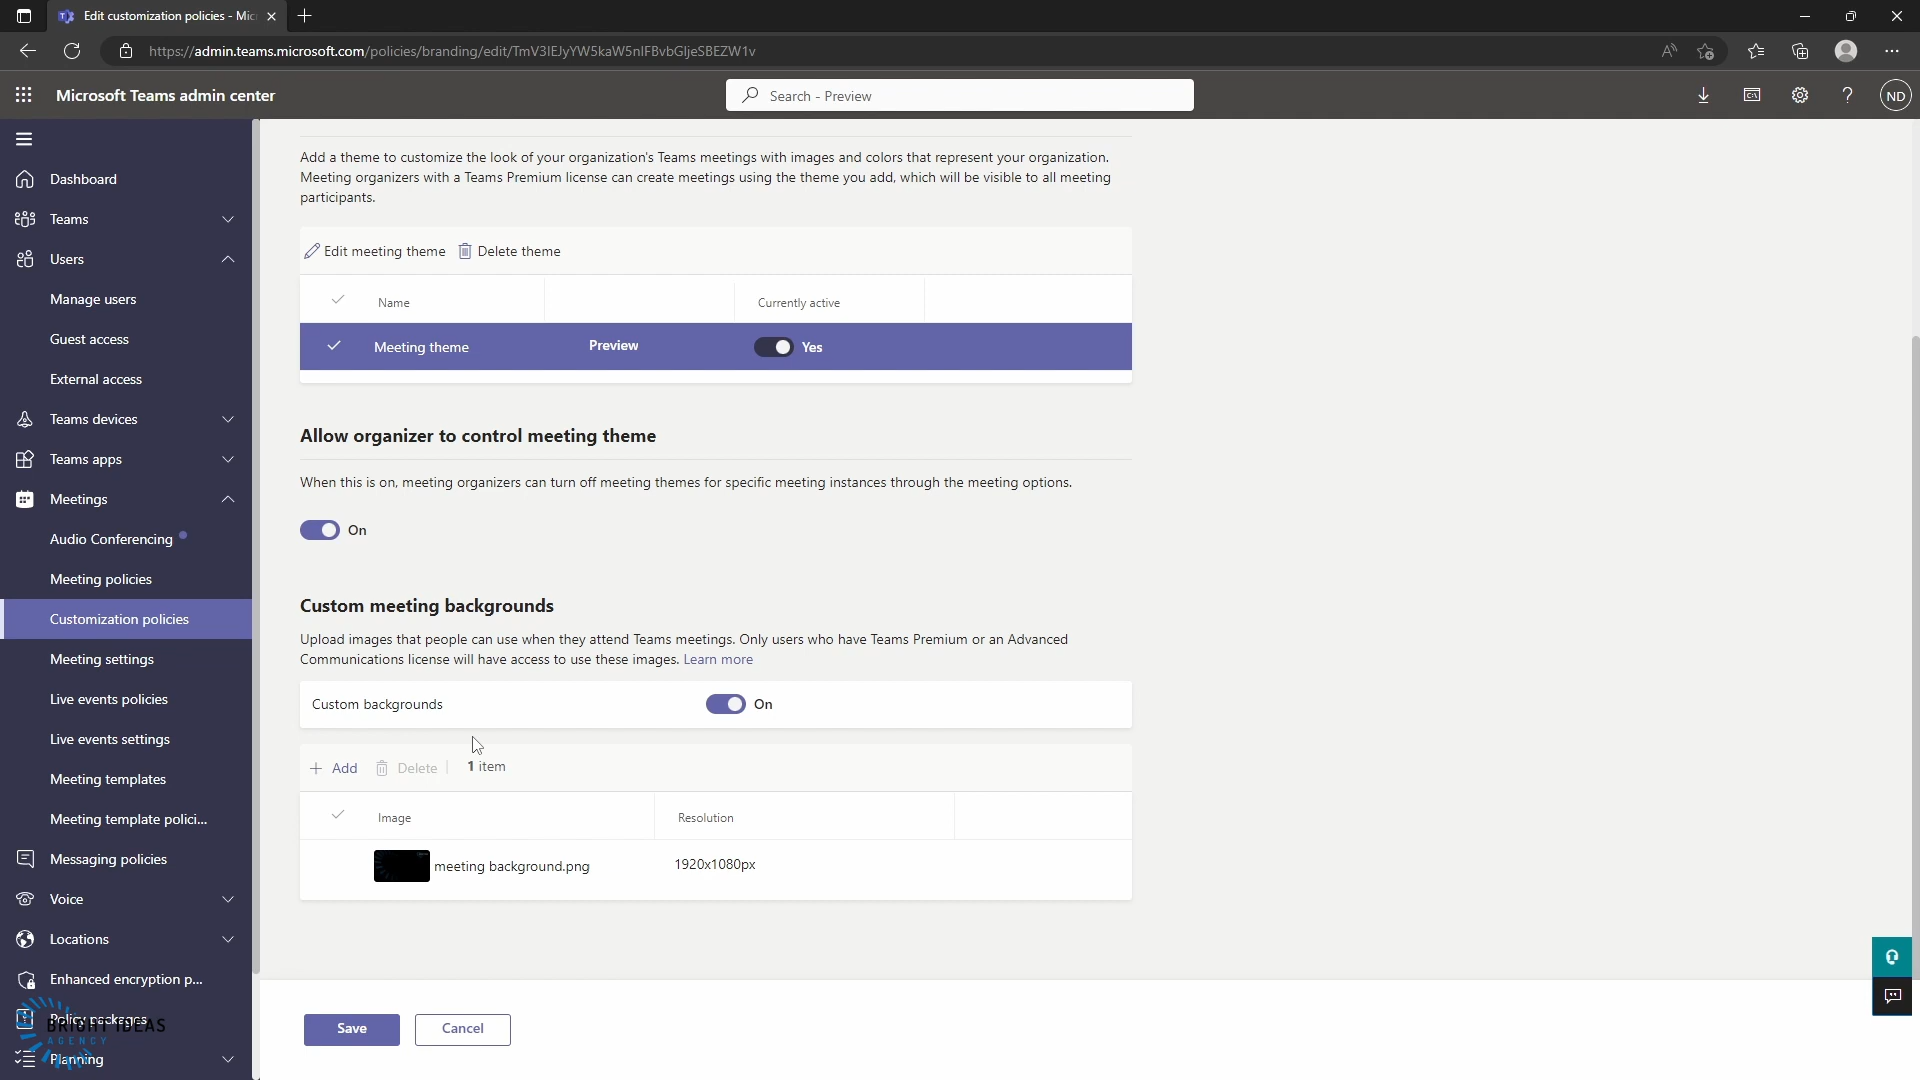 Edit customization policies - Mic
https://admin.teams.microsoft.com/policies/branding/edit/TmV3IEJyYW5kaW5nIFBvbGljeSBEZW1v
Microsoft Teams admin center
Search - Preview
ND
Dashboard
Teams
Users
Manage users
Guest access
External access
Teams devices
Teams apps
Meetings
Audio Conferencing
Meeting policies
Customization policies
Meeting settings
Live events policies
Live events settings
Meeting templates
Meeting template polici...
Messaging policies
Voice
Locations
Enhanced encryption p...
Policy packages
BRIGHT IDEAS
AGENCY
Planning
Add a theme to customize the look of your organization's Teams meetings with images and colors that represent your organization.
Meeting organizers with a Teams Premium license can create meetings using the theme you add, which will be visible to all meeting
participants.
Edit meeting theme Delete theme
Name Currently active
Meeting theme Preview Yes
Allow organizer to control meeting theme
When this is on, meeting organizers can turn off meeting themes for specific meeting instances through the meeting options.
On
Custom meeting backgrounds
Upload images that people can use when they attend Teams meetings. Only users who have Teams Premium or an Advanced
Communications license will have access to use these images. Learn more
Custom backgrounds On
+ Add Delete 1 item
Image Resolution
meeting background.png 1920x1080px
Save Cancel